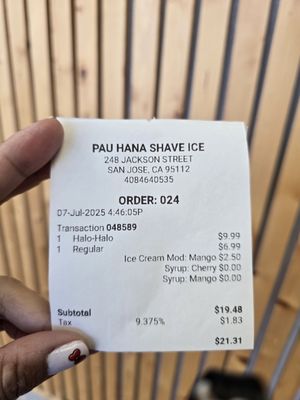 PAU HANA SHAVE ICE
248 JACKSON STREET
SAN JOSE, CA 95112
4084640535
ORDER: 024
07-Jul-2025 4:46:05P
Transaction 048589
1 Halo-Halo $9.99
1 Regular $6.99
Ice Cream Mod: Mango $2.50
Syrup: Cherry $0.00
Syrup: Mango $0.00
Subtotal $19.48
Tax 9.375% $1.83
$21.31